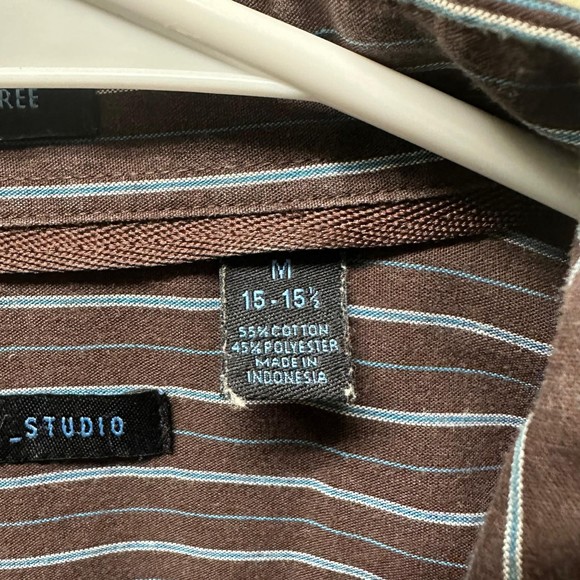 REE
M
15-15½
55% COTTON
45% POLYESTER
MADE IN
INDONESIA
_STUDIO